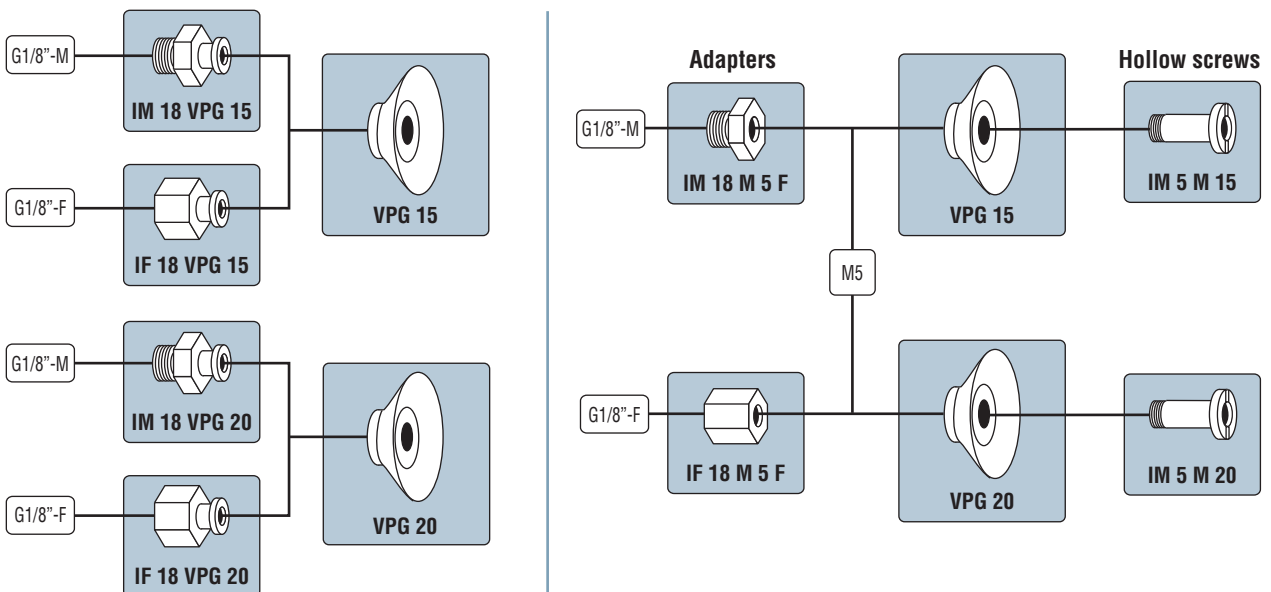 G1/8”-M
IM 18 VPG 15
G1/8”-F
IF 18 VPG 15
VPG 15
G1/8”-M
IM 18 VPG 20
G1/8”-F
IF 18 VPG 20
VPG 20
Adapters
Hollow screws
G1/8”-M
IM 18 M 5 F
VPG 15
IM 5 M 15
M5
G1/8”-F
IF 18 M 5 F
VPG 20
IM 5 M 20